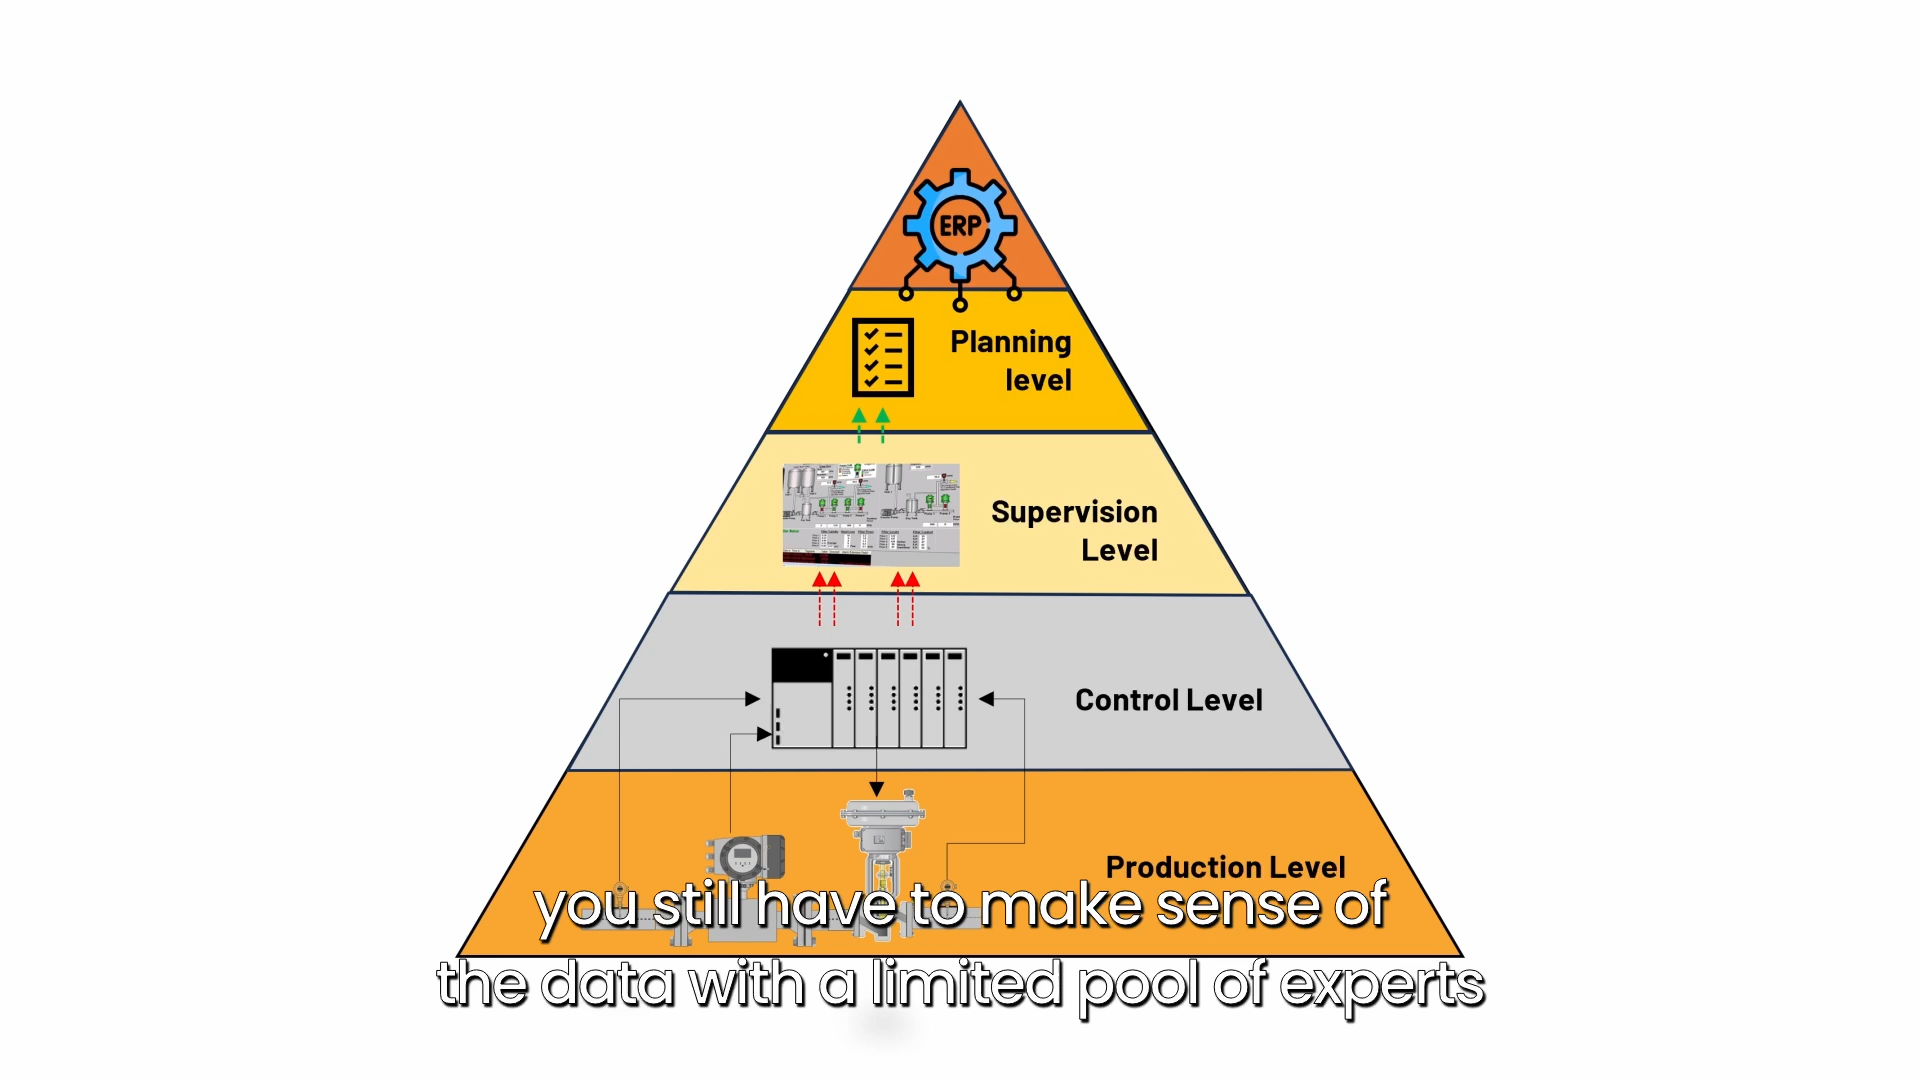 ERP
Planning
level
Supervision
Level
Control Level
Production Level
you still have to make sense of
the data with a limited pool of experts